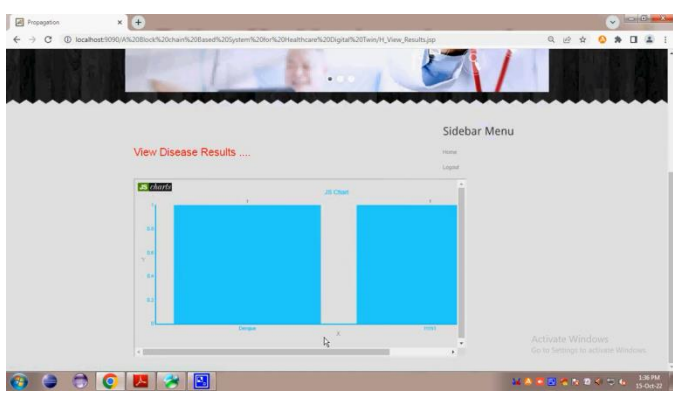 Propagation
localhost:9090/A%20Block%20chain%20Based%20System%20for%20Healthcare%20Digital%20Twin/H_View_Results.jsp
Sidebar Menu
View Disease Results ....
Home
Logout
JS charts
JS Chart
1 1
1
0.8
0.6
Y
0.4
0.2
0
Dengue
X
Activate Windows
Go to Settings to activate Windows.
1:36 PM
15-Oct-22